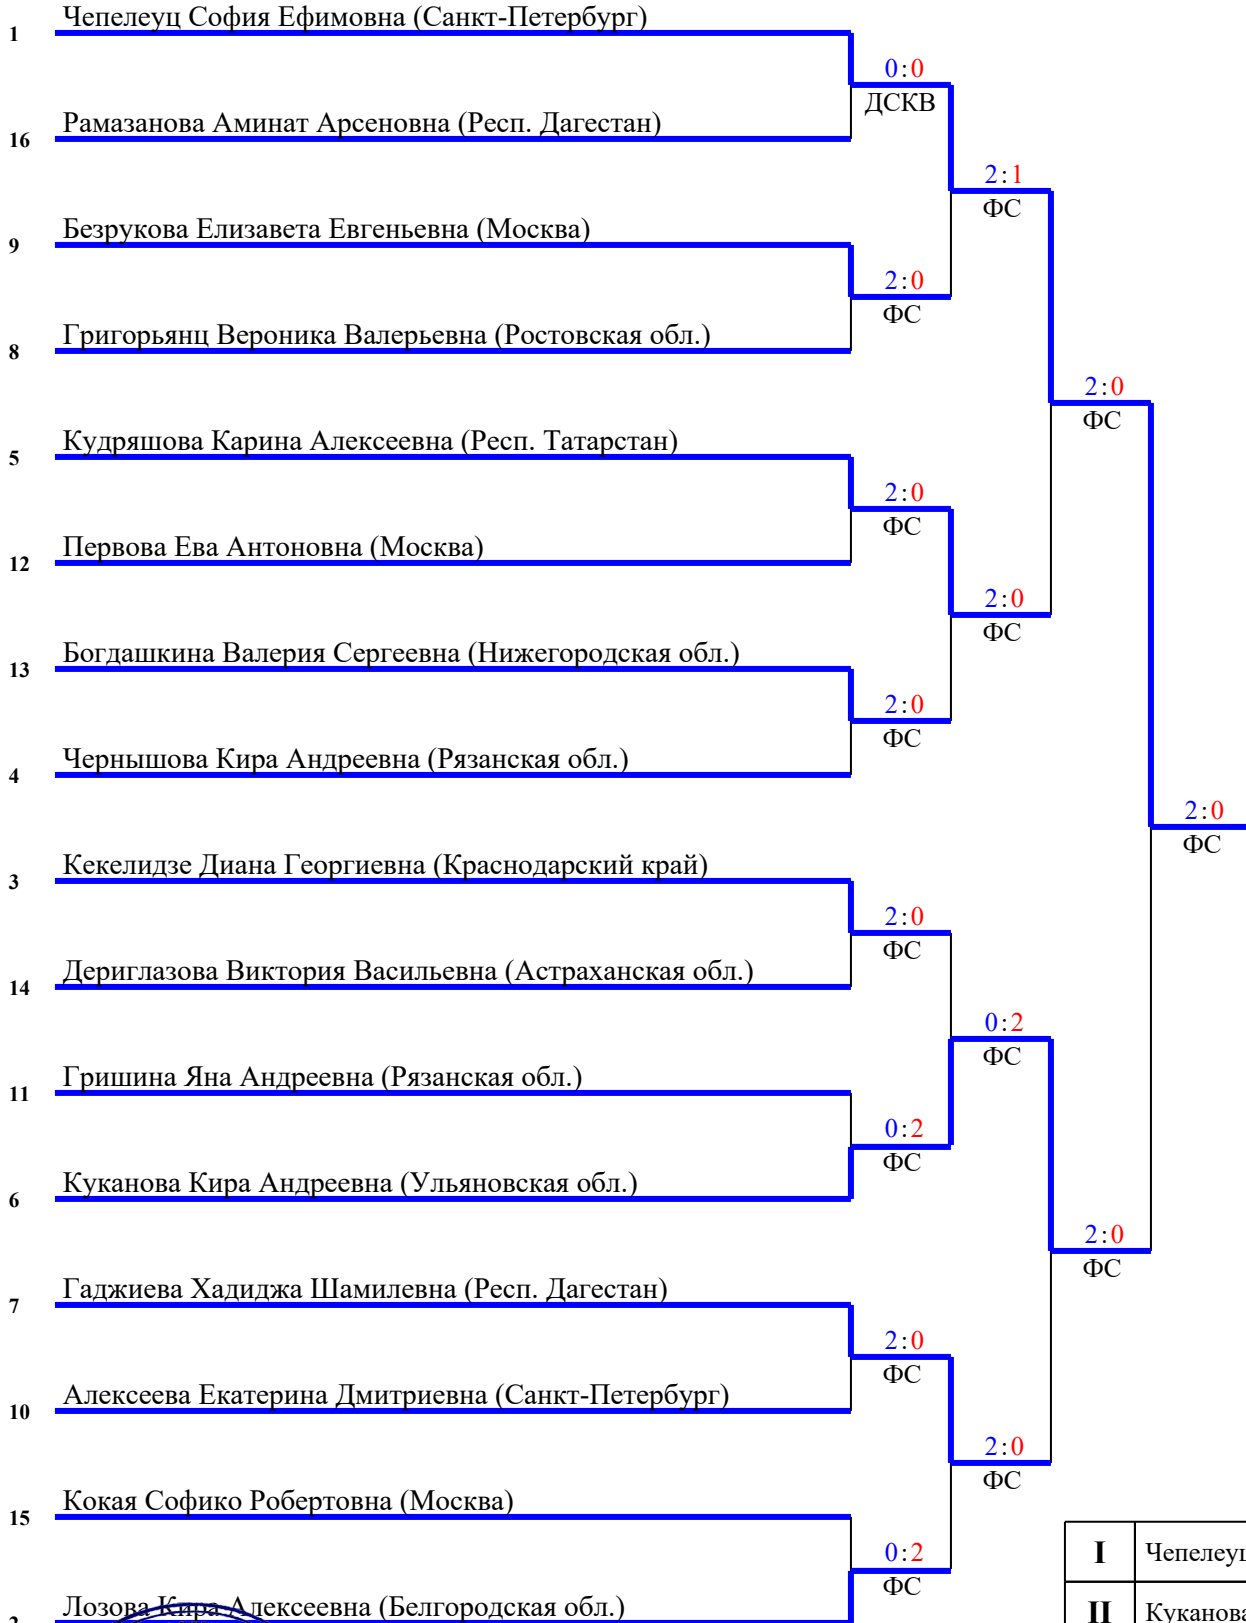 Чепелеуц София Ефимовна (Санкт-Петербург)
1
0:0
ДСКВ
Рамазанова Аминат Арсеновна (Респ. Дагестан)
16
2:1
ФС
Безрукова Елизавета Евгеньевна (Москва)
9
2:0
ФС
Григорьянц Вероника Валерьевна (Ростовская обл.)
8
2:0
ФС
Кудряшова Карина Алексеевна (Респ. Татарстан)
5
2:0
ФС
Первова Ева Антоновна (Москва)
12
2:0
ФС
Богдашкина Валерия Сергеевна (Нижегородская обл.)
13
2:0
ФС
Чернышова Кира Андреевна (Рязанская обл.)
4
2:0
ФС
Кекелидзе Диана Георгиевна (Краснодарский край)
3
2:0
ФС
Дериглазова Виктория Васильевна (Астраханская обл.)
14
0:2
ФС
Гришина Яна Андреевна (Рязанская обл.)
11
0:2
ФС
Куканова Кира Андреевна (Ульяновская обл.)
6
2:0
ФС
Гаджиева Хадиджа Шамилевна (Респ. Дагестан)
7
2:0
ФС
Алексеева Екатерина Дмитриевна (Санкт-Петербург)
10
2:0
ФС
Кокая Софико Робертовна (Москва)
15
0:2
ФС
I Чепелеуц
Лозова Кира Алексеевна (Белгородская обл.)
2
II Куканова